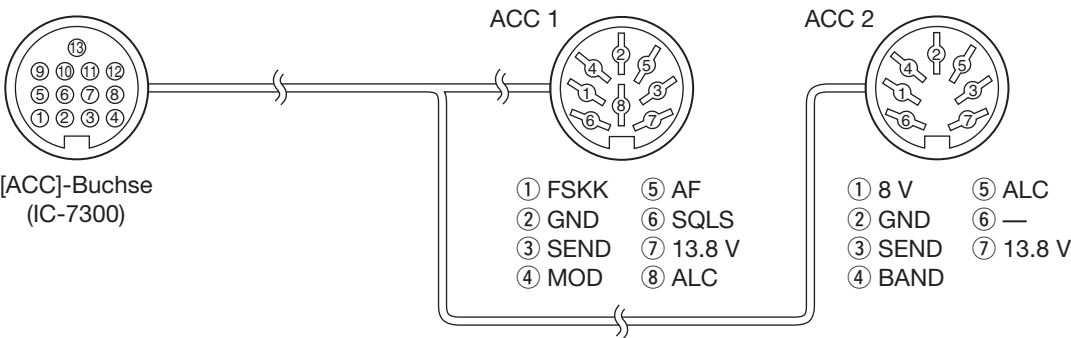 ACC 1
ACC 2
⑬
⑨ ⑩ ⑪ ⑫
⑤ ⑥ ⑦ ⑧
① ② ③ ④
② ④ ⑤ ① ③ ⑧ ⑥ ⑦
② ④ ⑤ ① ③ ⑥ ⑦
[ACC]-Buchse
(IC-7300)
① FSKK ⑤ AF
② GND ⑥ SQLS
③ SEND ⑦ 13.8 V
④ MOD ⑧ ALC
① 8 V ⑤ ALC
② GND ⑥ —
③ SEND ⑦ 13.8 V
④ BAND